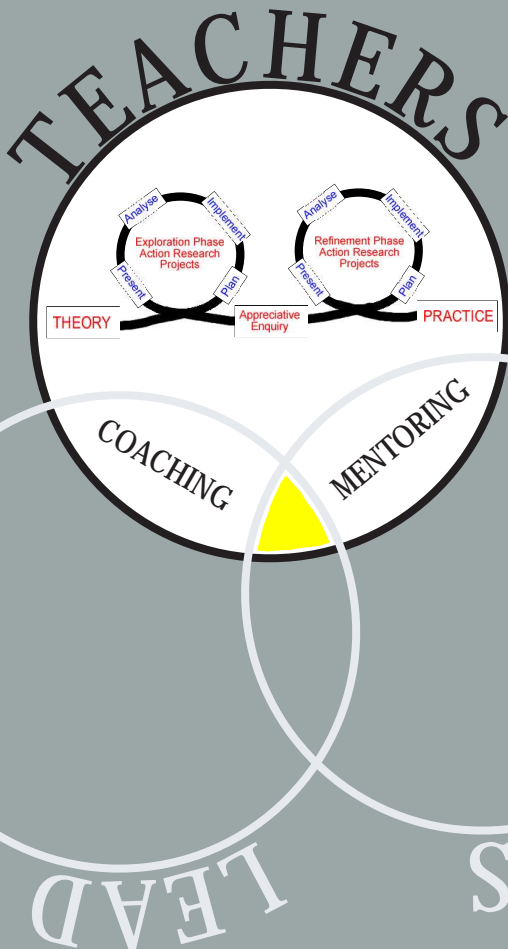 TEACHERS
Analyse
Implement
Exploration Phase
Action Research
Projects
Present
Plan
Analyse
Implement
Refinement Phase
Action Research
Projects
Present
Plan
THEORY
Appreciative
Enquiry
PRACTICE
COACHING
MENTORING
LEAD
S